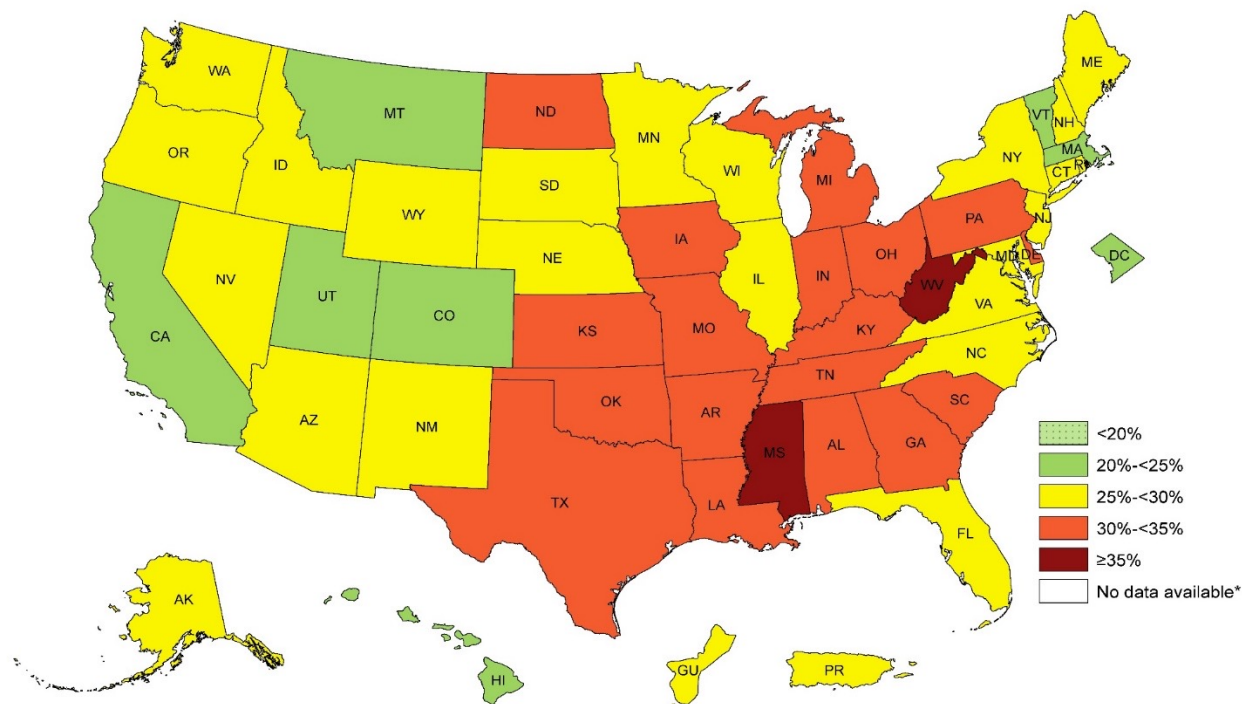 WA
MT
ND
MN
ME
VT
NH
OR
ID
SD
WI
NY
MA
CT
R
WY
MI
IA
NE
PA
NJ
NV
UT
CO
IL
IN
OH
MD
DE
DC
CA
KS
MO
WV
VA
KY
NC
AZ
NM
OK
TN
AR
SC
MS
AL
GA
TX
LA
FL
<20%
20%-<25%
25%-<30%
30%-<35%
≥35%
No data available*
AK
HI
GU
PR